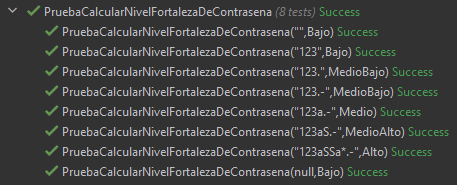 PruebaCalcularNivelFortalezaDeContrasena (8 tests) Success
PruebaCalcularNivelFortalezaDeContrasena("",Bajo) Success
PruebaCalcularNivelFortalezaDeContrasena("123",Bajo) Success
PruebaCalcularNivelFortalezaDeContrasena("123.",MedioBajo) Success
PruebaCalcularNivelFortalezaDeContrasena("123.-",MedioBajo) Success
PruebaCalcularNivelFortalezaDeContrasena("123a.-",Medio) Success
PruebaCalcularNivelFortalezaDeContrasena("123aS.-",MedioAlto) Success
PruebaCalcularNivelFortalezaDeContrasena("123aSSa*.-",Alto) Success
PruebaCalcularNivelFortalezaDeContrasena(null,Bajo) Success